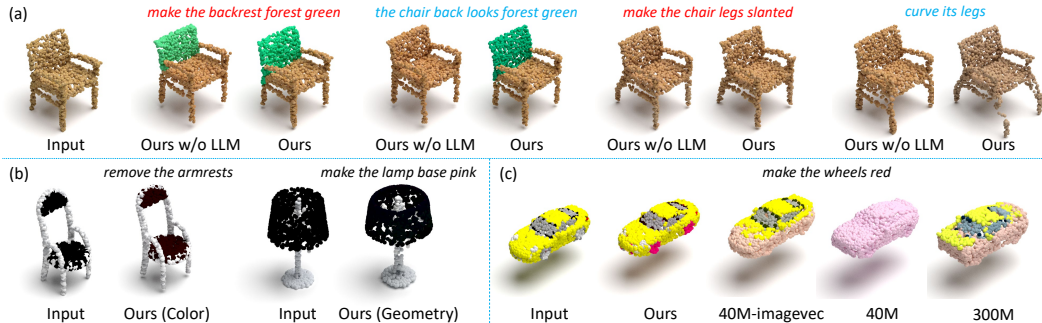 (a)
make the backrest forest green
the chair back looks forest green
make the chair legs slanted
curve its legs
Input
Ours w/o LLM
Ours
Ours w/o LLM
Ours
Ours w/o LLM
Ours
Ours w/o LLM
Ours
(b)
remove the armrests
make the lamp base pink
Input
Ours (Color)
Input
Ours (Geometry)
(c)
make the wheels red
Input
Ours
40M-imagevec
40M
300M